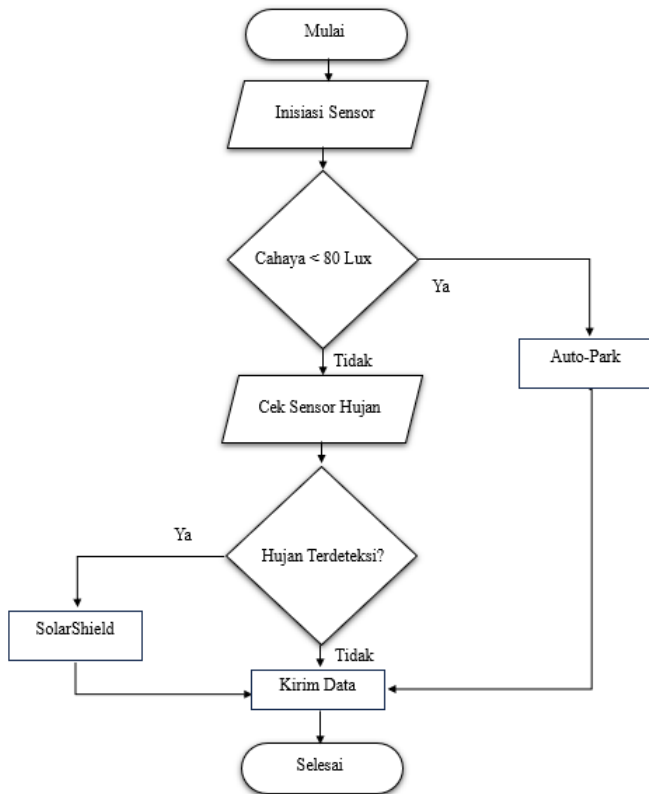 Mulai
Inisiasi Sensor
Cahaya < 80 Lux
Ya
Tidak
Auto-Park
Cek Sensor Hujan
Ya
Hujan Terdeteksi?
SolarShield
Tidak
Kirim Data
Selesai